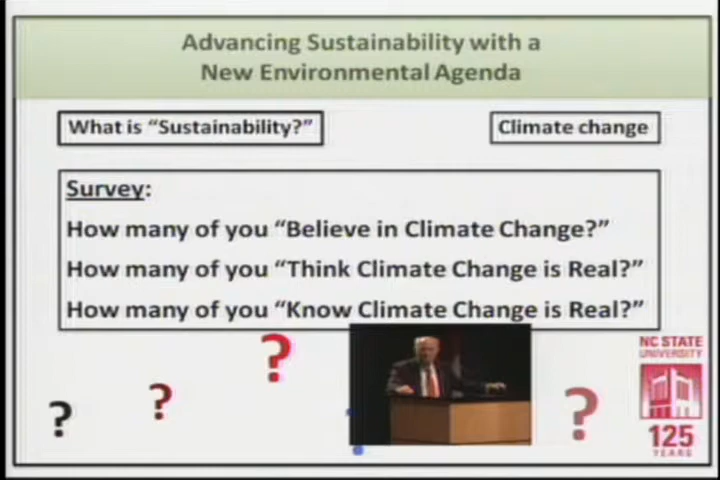 Advancing Sustainability with a
New Environmental Agenda
What is “Sustainability?”
Climate change
Survey:
How many of you “Believe in Climate Change?”
How many of you “Think Climate Change is Real?”
How many of you “Know Climate Change is Real?”
?
?
?
?
NC STATE
UNIVERSITY
125
YEARS